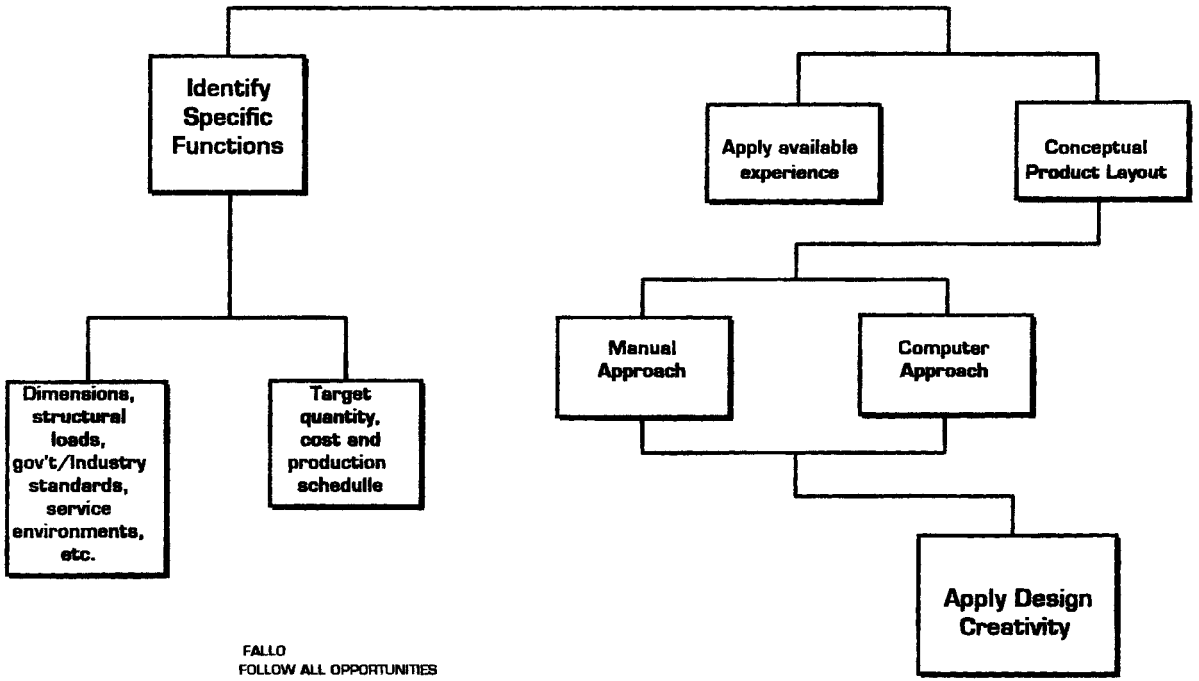 Identify
Specific
Functions
Apply available
experience
Conceptual
Product Layout
Manual
Approach
Computer
Approach
Dimensions,
structural
loads,
gov't/Industry
standards,
service
environments,
etc.
Target
quantity,
cost and
production
schedulle
Apply Design
Creativity
FALLO
FOLLOW ALL OPPORTUNITIES